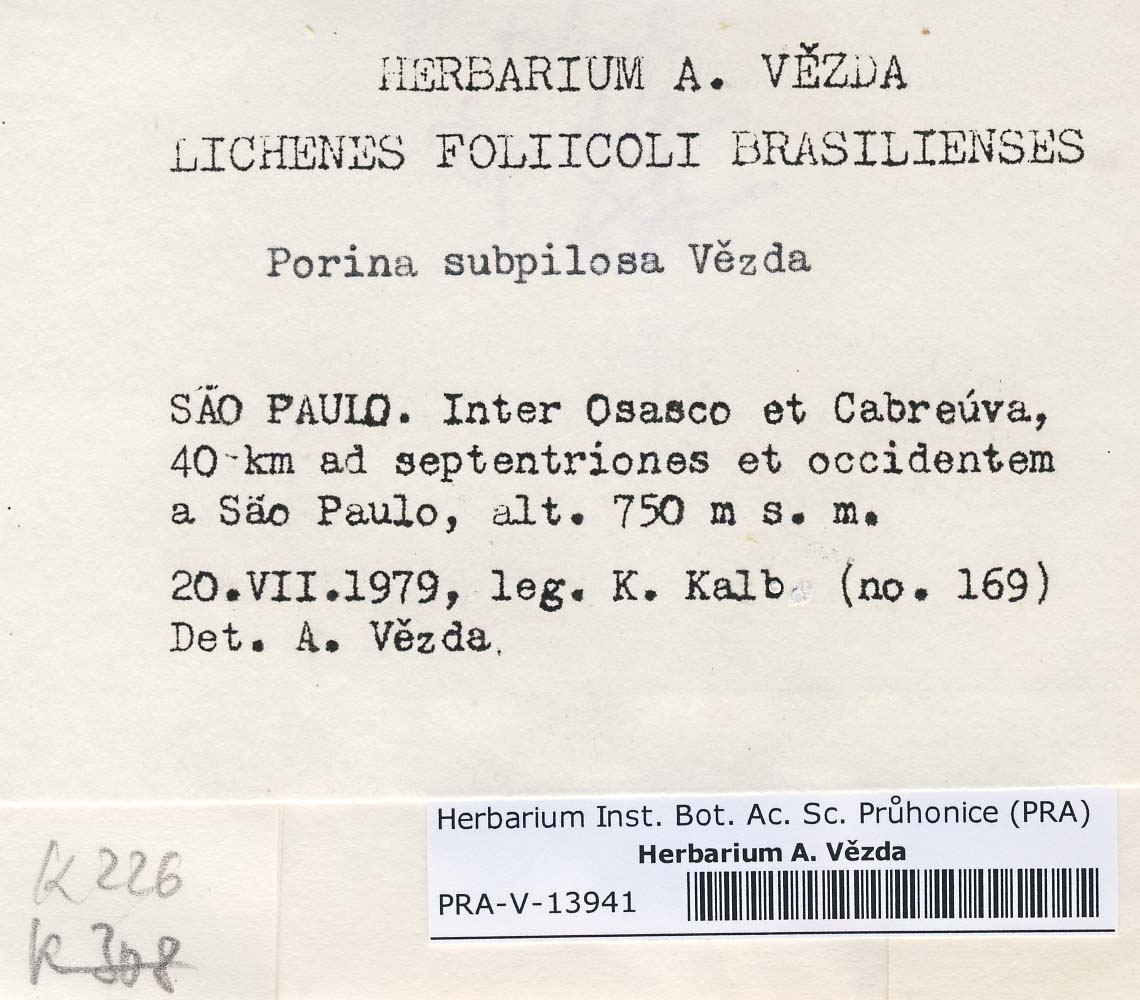 HERBARIUM A. VĚZDA
LICHENES FOLIICOLI BRASILIENSES
Porina subpilosa Vězda
SÃO PAULO. Inter Osasco et Cabreúva,
40 km ad septentriones et occidentem
a São Paulo, alt. 750 m s. m.
20.VII.1979, leg. K. Kalb (no. 169)
Det. A. Vězda.
Herbarium Inst. Bot. Ac. Sc. Průhonice (PRA)
Herbarium A. Vězda
PRA-V-13941
K 226
K 308